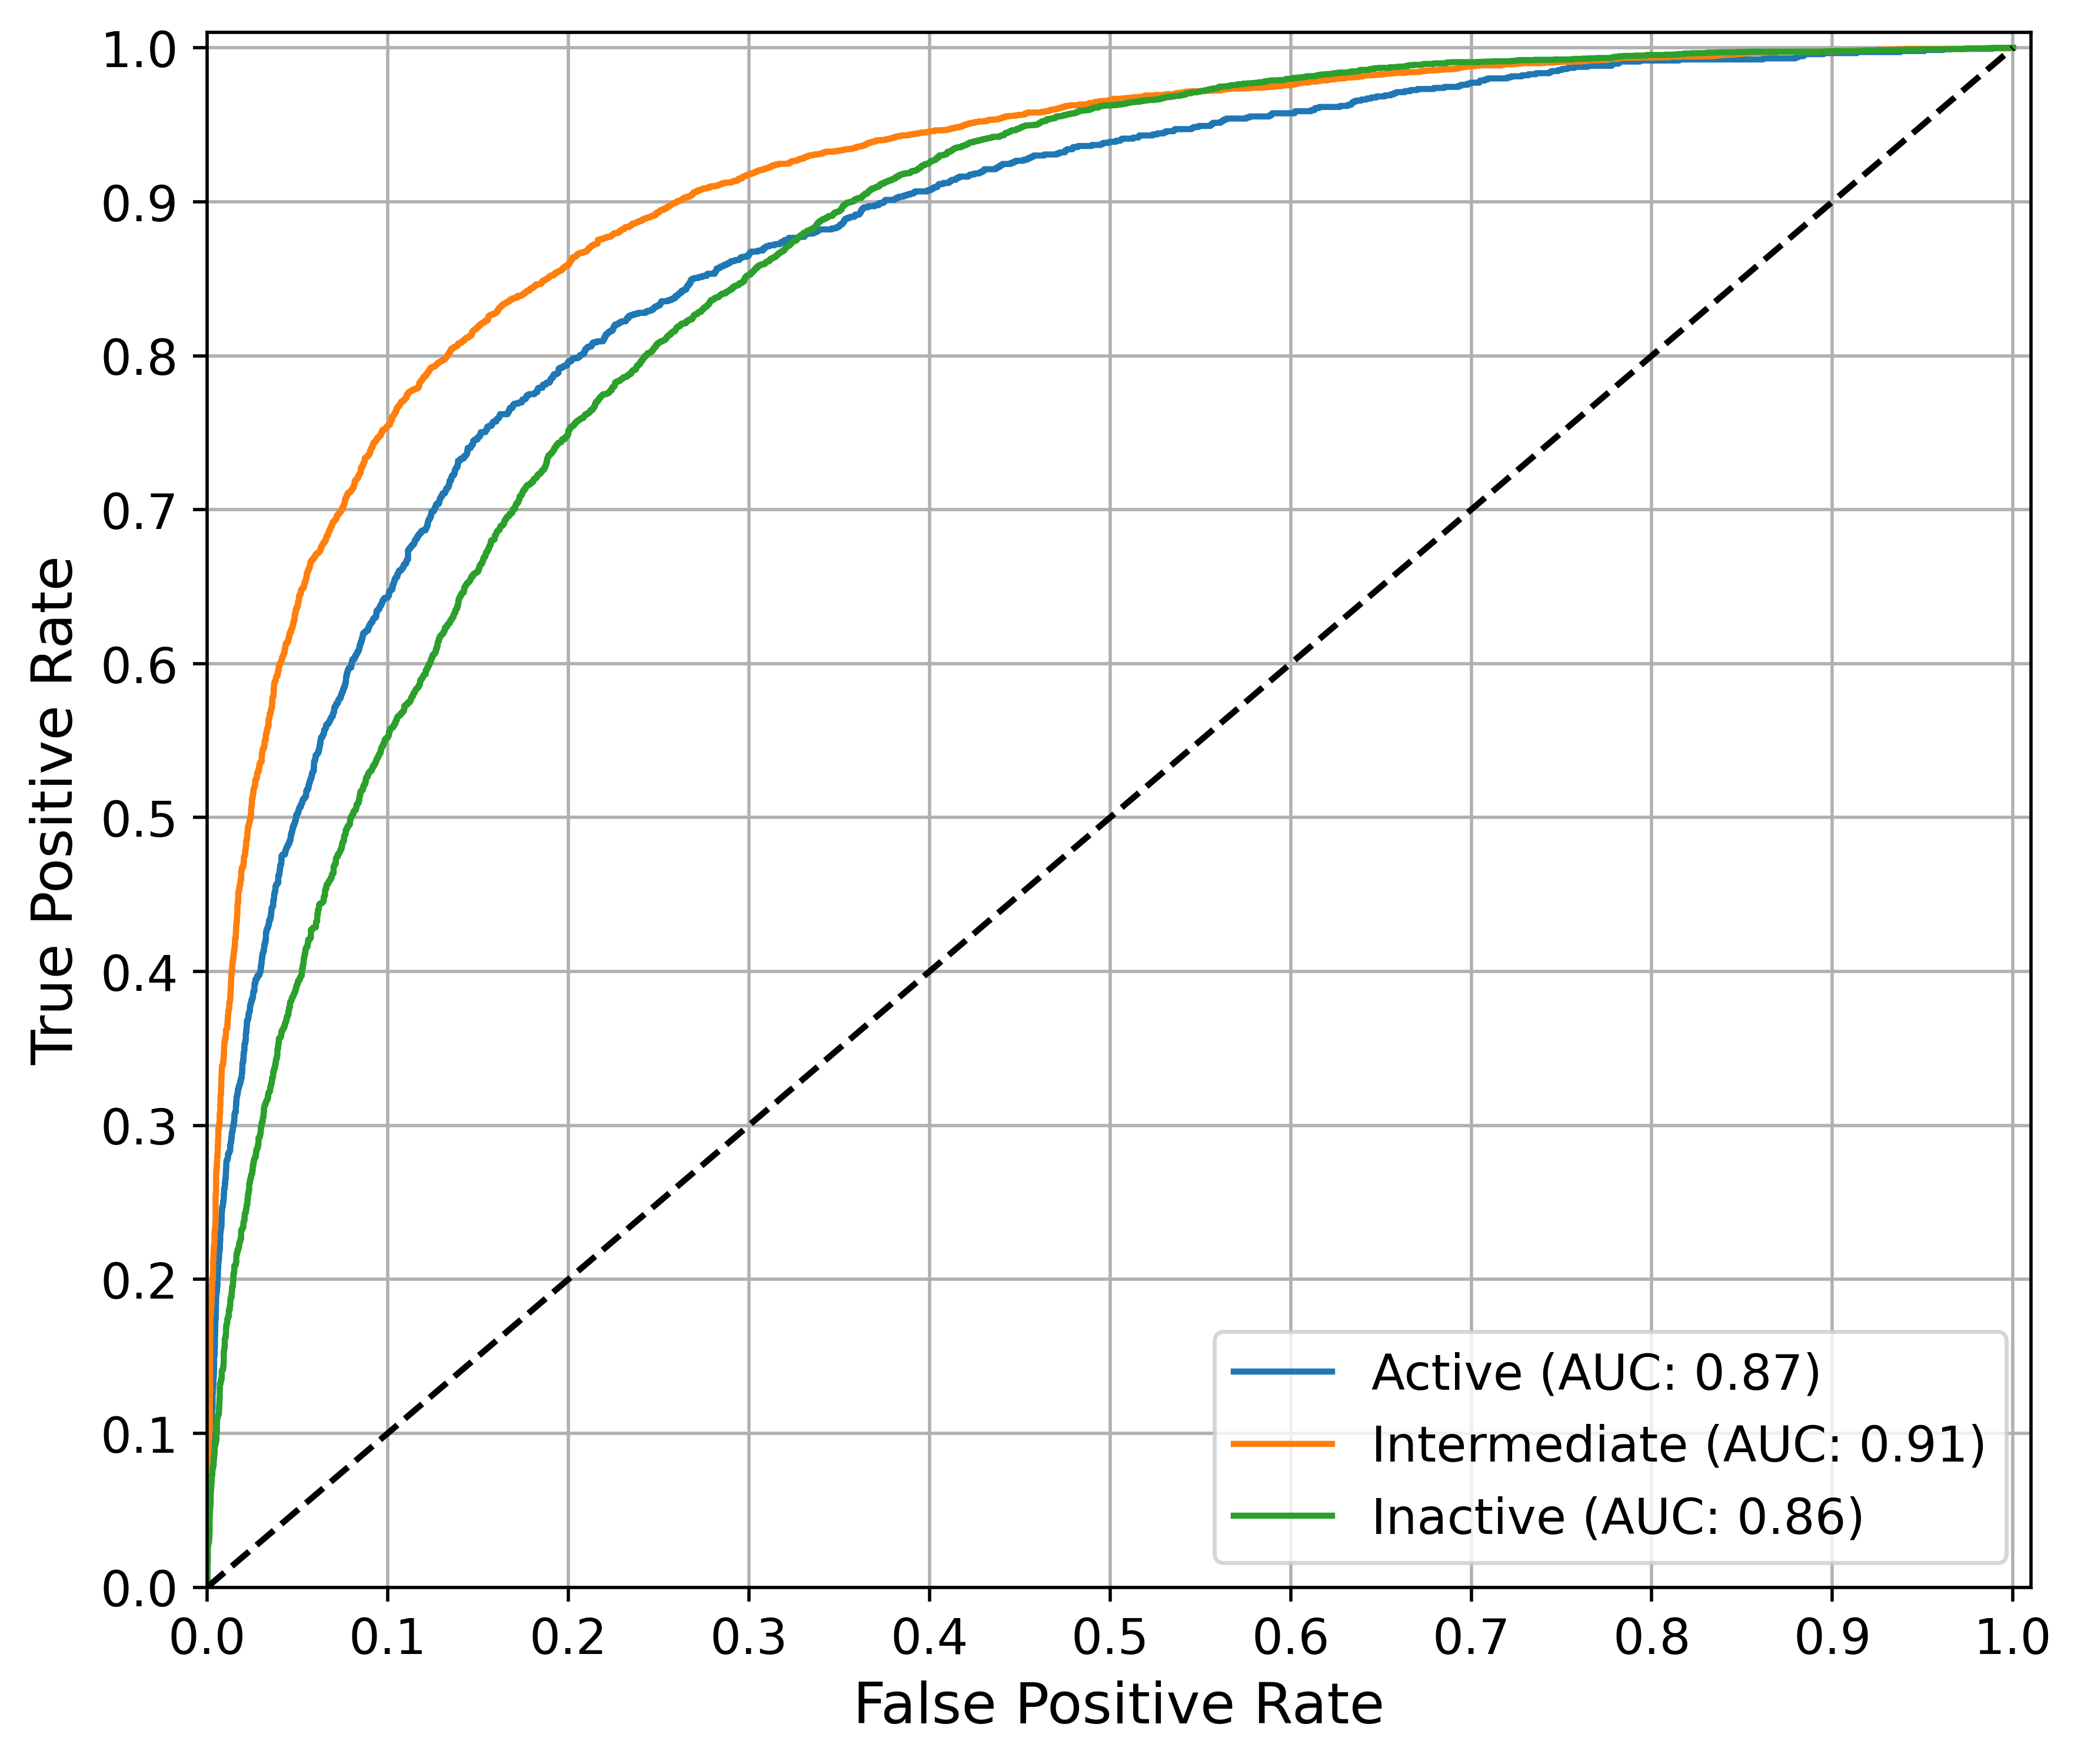 1.0
0.9
0.8
0.7
0.6
0.5
0.4
0.3
0.2
0.1
0.0
True Positive Rate
Active (AUC: 0.87)
Intermediate (AUC: 0.91)
Inactive (AUC: 0.86)
0.0 0.1 0.2 0.3 0.4 0.5 0.6 0.7 0.8 0.9 1.0
False Positive Rate